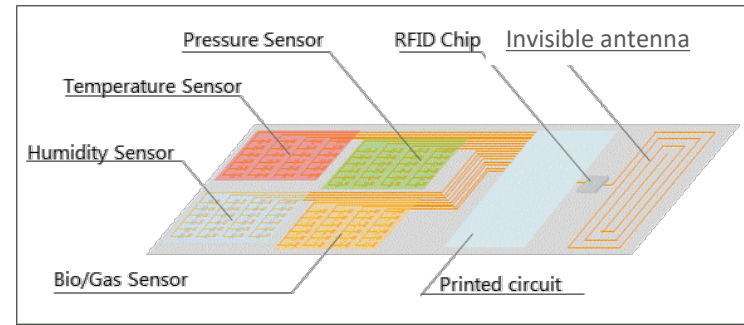 Pressure Sensor
RFID Chip
Invisible antenna
Temperature Sensor
Humidity Sensor
Bio/Gas Sensor
Printed circuit